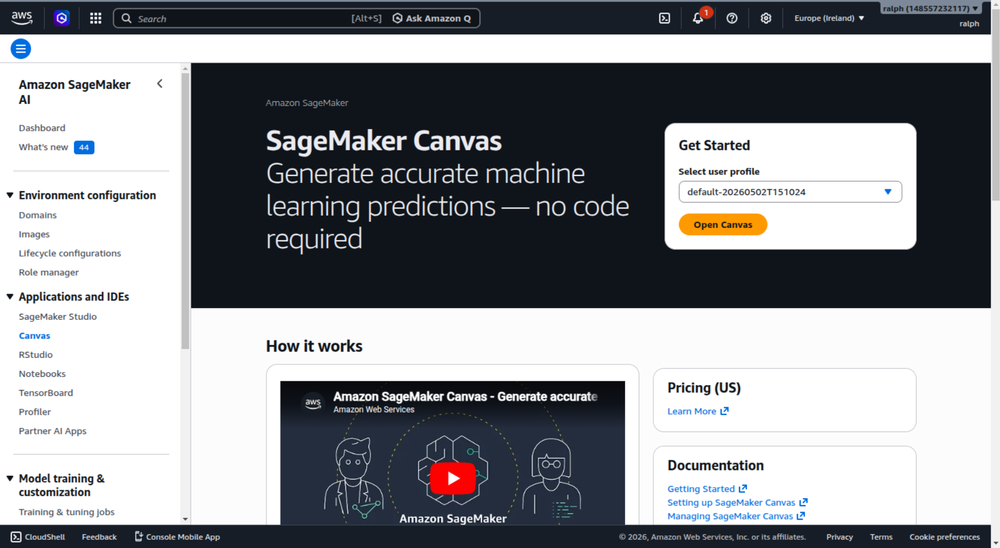 aws
Search
[Alt+S]
Ask Amazon Q
1
Europe (Ireland)
ralph (148557232117)
ralph
Amazon SageMaker
AI
Dashboard
What's new 44
Environment configuration
Domains
Images
Lifecycle configurations
Role manager
Applications and IDEs
SageMaker Studio
Canvas
RStudio
Notebooks
TensorBoard
Profiler
Partner AI Apps
Model training &
customization
Training & tuning jobs
Amazon SageMaker
SageMaker Canvas
Generate accurate machine
learning predictions — no code
required
Get Started
Select user profile
default-20260502T151024
Open Canvas
How it works
aws
Amazon SageMaker Canvas - Generate accurate
Amazon Web Services
Amazon SageMaker
Pricing (US)
Learn More
Documentation
Getting Started
Setting up SageMaker Canvas
Managing SageMaker Canvas
CloudShell
Feedback
Console Mobile App
© 2026, Amazon Web Services, Inc. or its affiliates.
Privacy
Terms
Cookie preferences